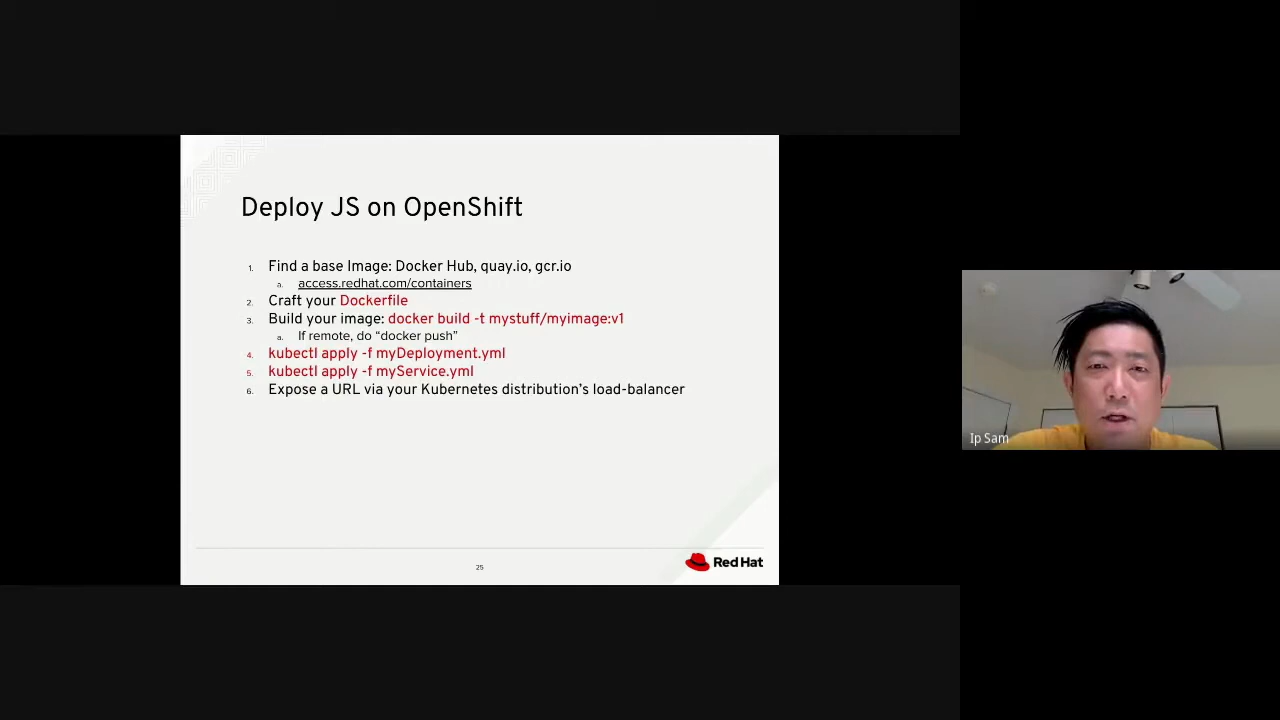 Deploy JS on OpenShift
1. Find a base Image: Docker Hub, quay.io, gcr.io
a. access.redhat.com/containers
2. Craft your Dockerfile
3. Build your image: docker build -t mystuff/myimage:v1
a. If remote, do “docker push”
4. kubectl apply -f myDeployment.yml
5. kubectl apply -f myService.yml
6. Expose a URL via your Kubernetes distribution’s load-balancer
25
Red Hat
Ip Sam